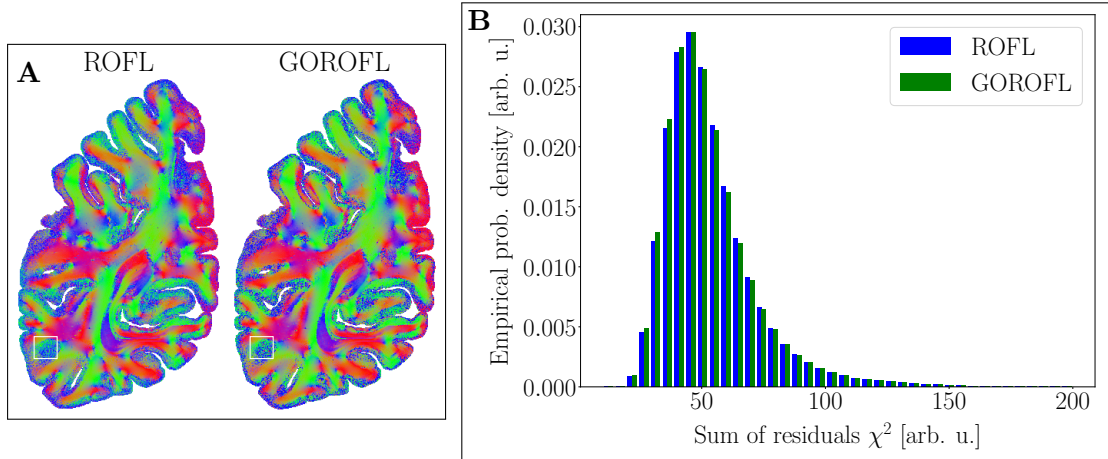 A
ROFL
GOROFL
B
ROFL
GOROFL
Empirical prob. density [arb. u.]
0.030
0.025
0.020
0.015
0.010
0.005
0.000
50
100
150
200
Sum of residuals χ² [arb. u.]